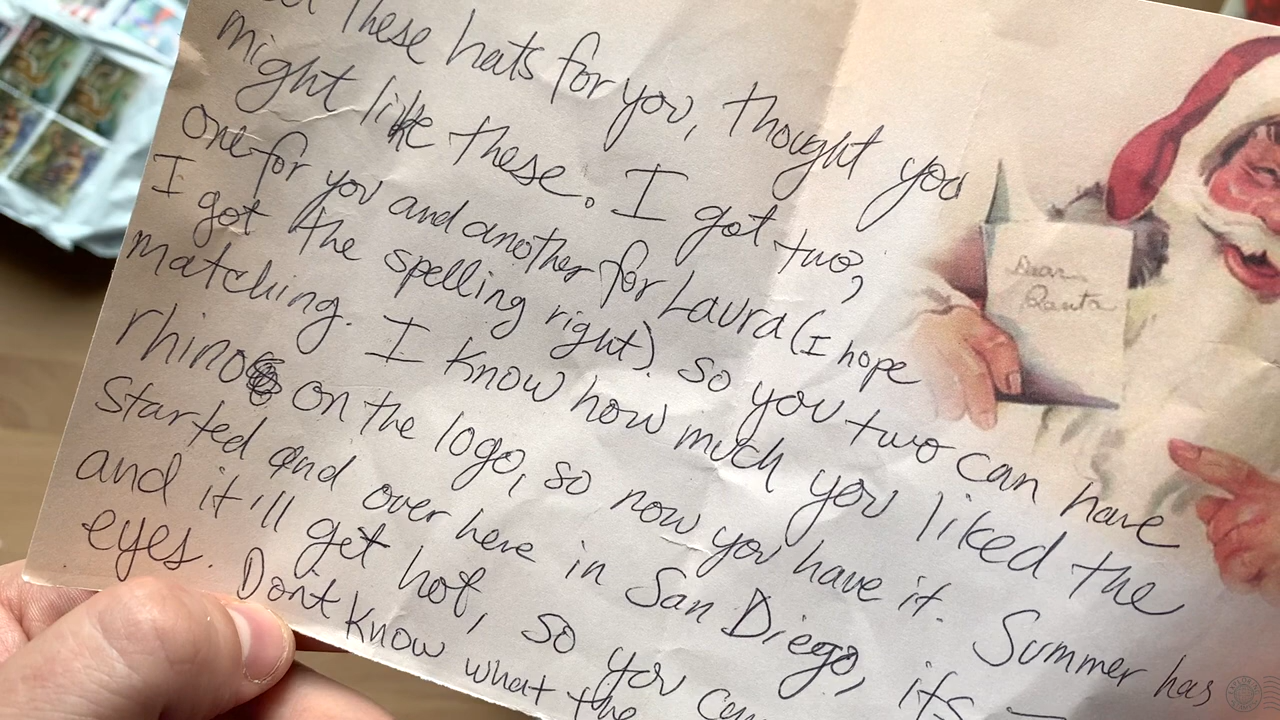 these hats for you, thought you
might like these. I got two,
one for you and another for Laura (I hope
I got the spelling right). so you two can have
matching. I know how much you liked the
rhino on the logo, so now you have it. Summer has
started and over here in San Diego, its
and it'll get hot, so you can
eyes. Don't know what the
Dear
Santa